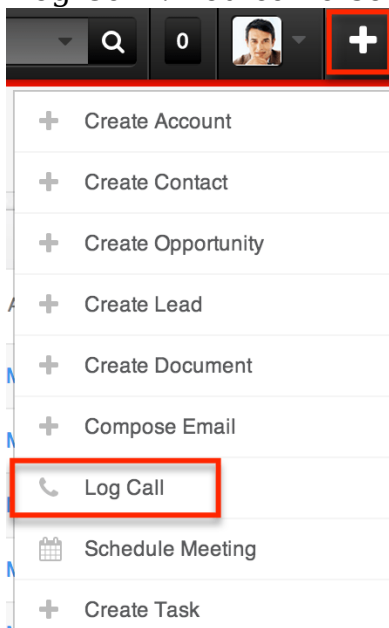 0
Create Account
Create Contact
Create Opportunity
Create Lead
Create Document
Compose Email
Log Call
Schedule Meeting
Create Task